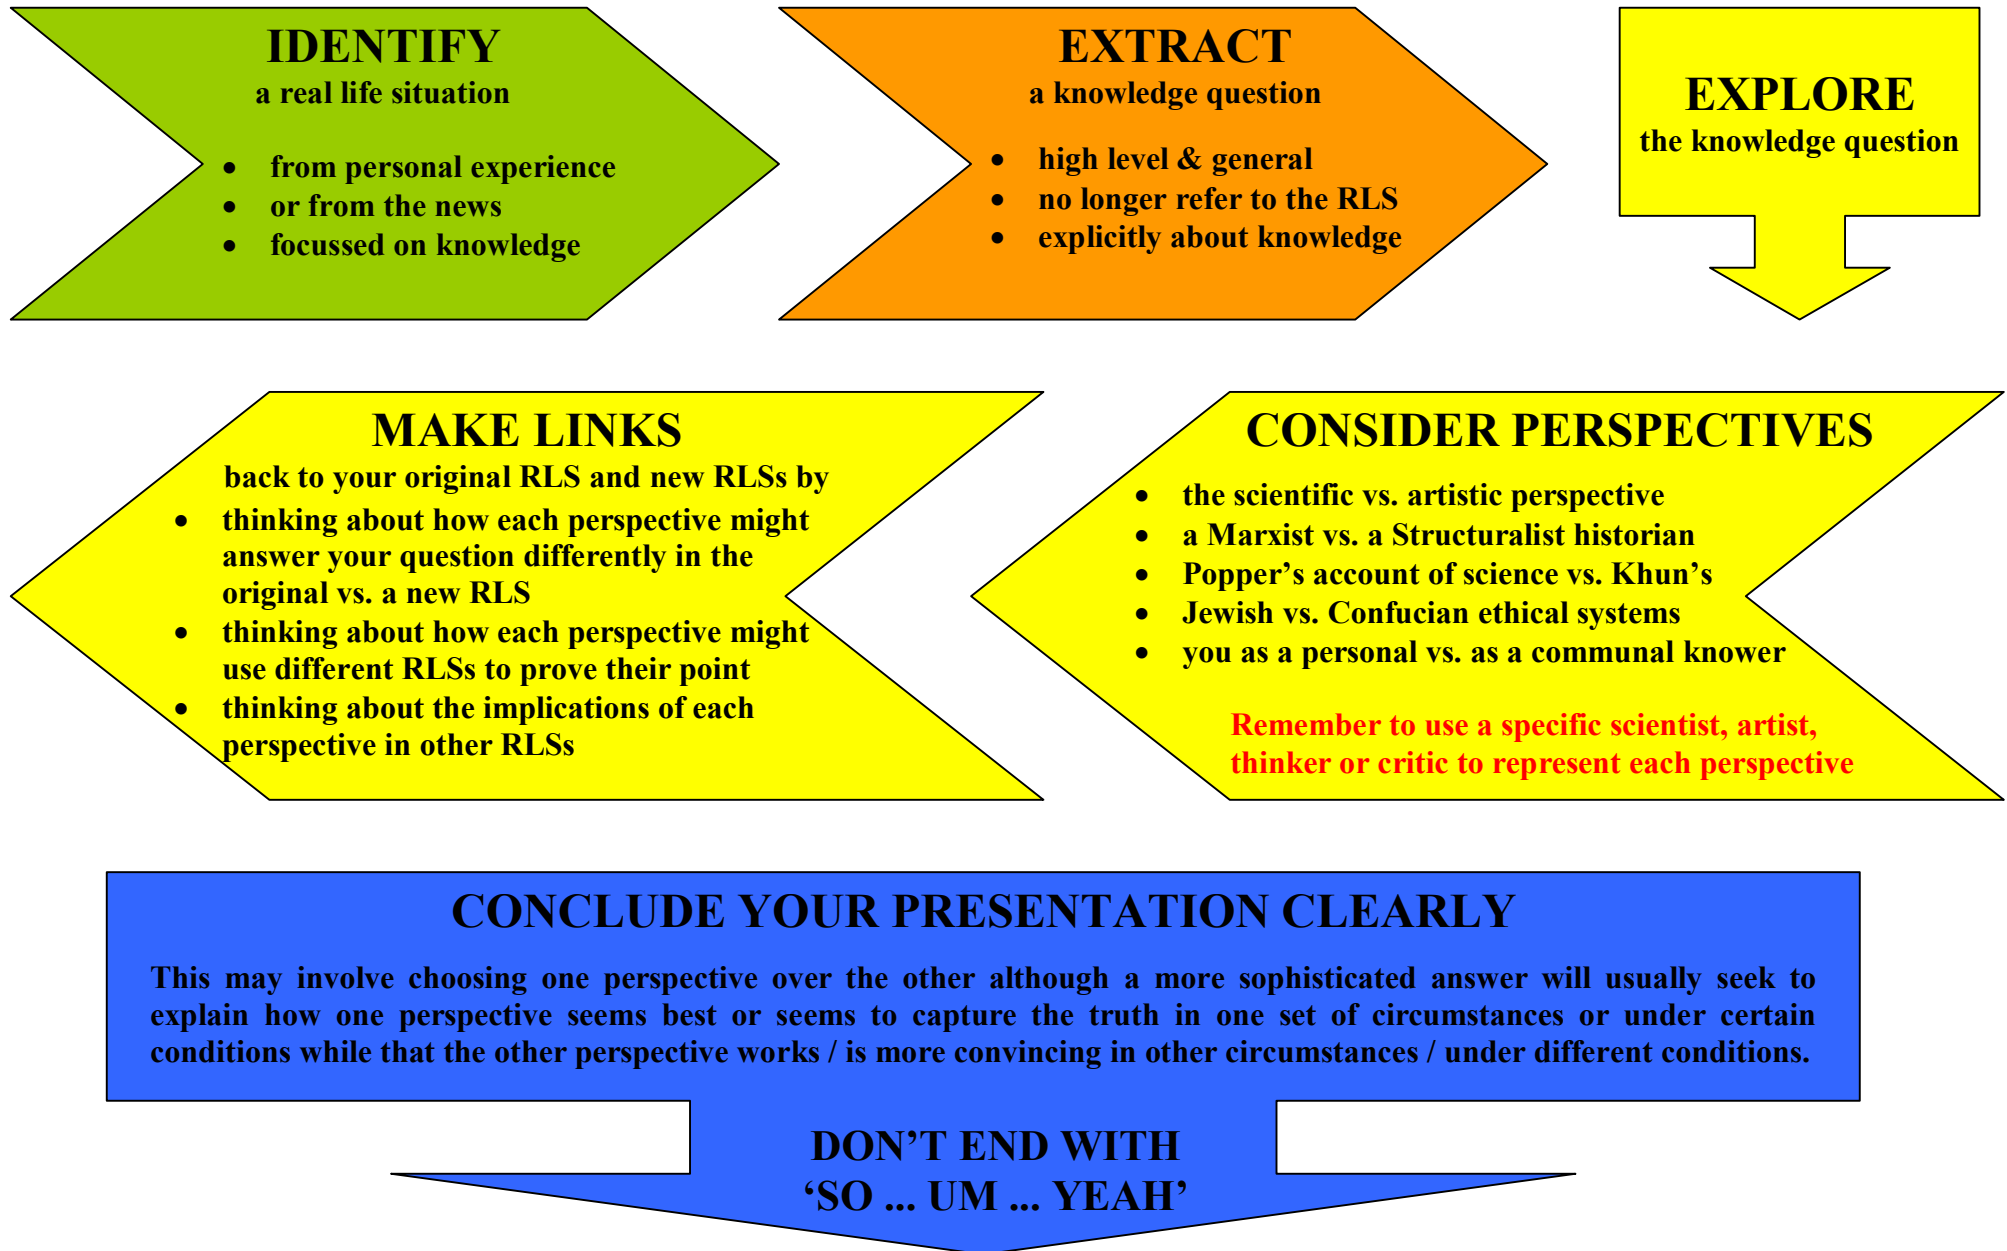 IDENTIFY
a real life situation
• from personal experience
• or from the news
• focussed on knowledge
EXTRACT
a knowledge question
• high level & general
• no longer refer to the RLS
• explicitly about knowledge
EXPLORE
the knowledge question
CONSIDER PERSPECTIVES
• the scientific vs. artistic perspective
• a Marxist vs. a Structuralist historian
• Popper’s account of science vs. Khun’s
• Jewish vs. Confucian ethical systems
• you as a personal vs. as a communal knower
Remember to use a specific scientist, artist,
thinker or critic to represent each perspective
MAKE LINKS
back to your original RLS and new RLSs by
• thinking about how each perspective might
answer your question differently in the
original vs. a new RLS
• thinking about how each perspective might
use different RLSs to prove their point
• thinking about the implications of each
perspective in other RLSs
CONCLUDE YOUR PRESENTATION CLEARLY
This may involve choosing one perspective over the other although a more sophisticated answer will usually seek to
explain how one perspective seems best or seems to capture the truth in one set of circumstances or under certain
conditions while that the other perspective works / is more convincing in other circumstances / under different conditions.
DON’T END WITH
‘SO ... UM ... YEAH’